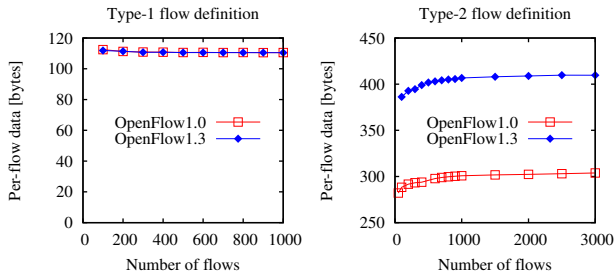 Type-1 flow definition
Per-flow data [bytes]
120
100
80
60
40
20
0
OpenFlow1.0
OpenFlow1.3
0 200 400 600 800 1000
Number of flows
Type-2 flow definition
Per-flow data [bytes]
450
400
350
300
250
OpenFlow1.0
OpenFlow1.3
0 1000 2000 3000
Number of flows